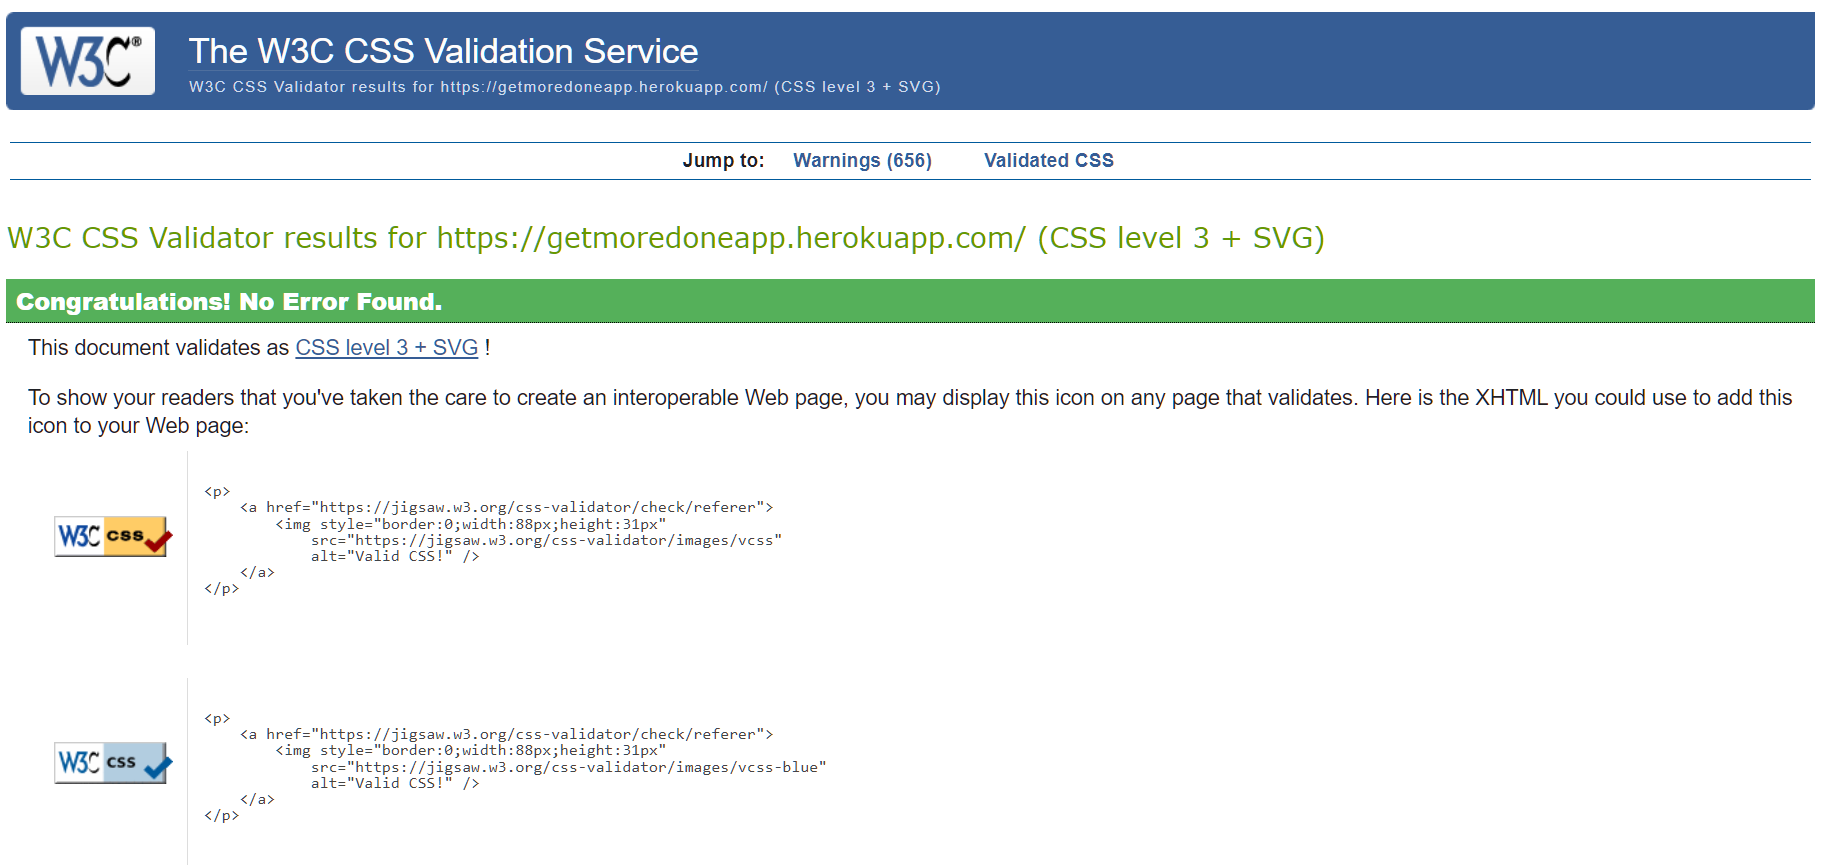 W3C®
The W3C CSS Validation Service
W3C CSS Validator results for https://getmoredoneapp.herokuapp.com/ (CSS level 3 + SVG)
Jump to: Warnings (656) Validated CSS
W3C CSS Validator results for https://getmoredoneapp.herokuapp.com/ (CSS level 3 + SVG)
Congratulations! No Error Found.
This document validates as CSS level 3 + SVG !
To show your readers that you've taken the care to create an interoperable Web page, you may display this icon on any page that validates. Here is the XHTML you could use to add this
icon to your Web page:
W3C css
<p>
<a href="https://jigsaw.w3.org/css-validator/check/referer">
<img style="border:0;width:88px;height:31px"
src="https://jigsaw.w3.org/css-validator/images/vcss"
alt="Valid CSS!" />
</a>
</p>
W3C css
<p>
<a href="https://jigsaw.w3.org/css-validator/check/referer">
<img style="border:0;width:88px;height:31px"
src="https://jigsaw.w3.org/css-validator/images/vcss-blue"
alt="Valid CSS!" />
</a>
</p>